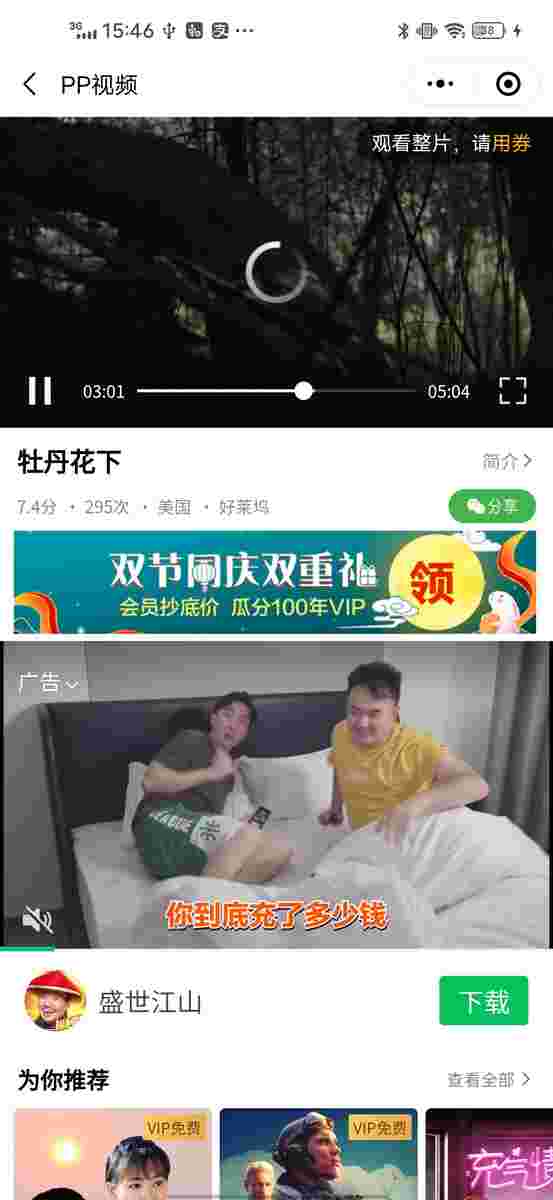 3G 15:46
PP视频
观看整片，请用券
03:01 05:04
牡丹花下 简介
7.4分 · 295次 · 美国 · 好莱坞 分享
双节同庆双重礼
会员抄底价 瓜分100年VIP
领
广告
你到底充了多少钱
盛世江山 下载
为你推荐 查看全部
VIP免费 VIP免费
充气情